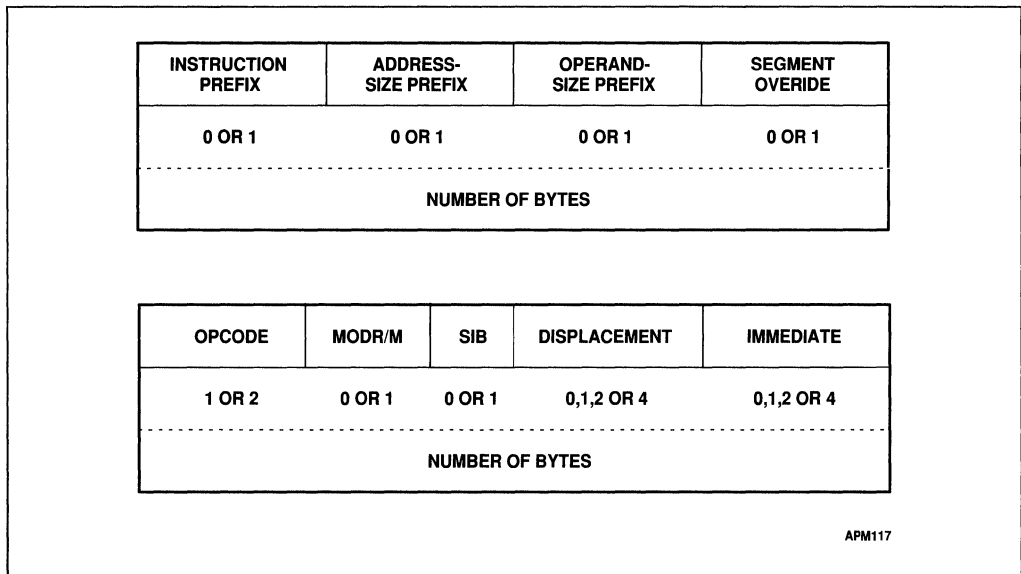 INSTRUCTION PREFIX
ADDRESS-SIZE PREFIX
OPERAND-SIZE PREFIX
SEGMENT OVERIDE
0 OR 1
0 OR 1
0 OR 1
0 OR 1
NUMBER OF BYTES
OPCODE
MODR/M
SIB
DISPLACEMENT
IMMEDIATE
1 OR 2
0 OR 1
0 OR 1
0,1,2 OR 4
0,1,2 OR 4
NUMBER OF BYTES
APM117